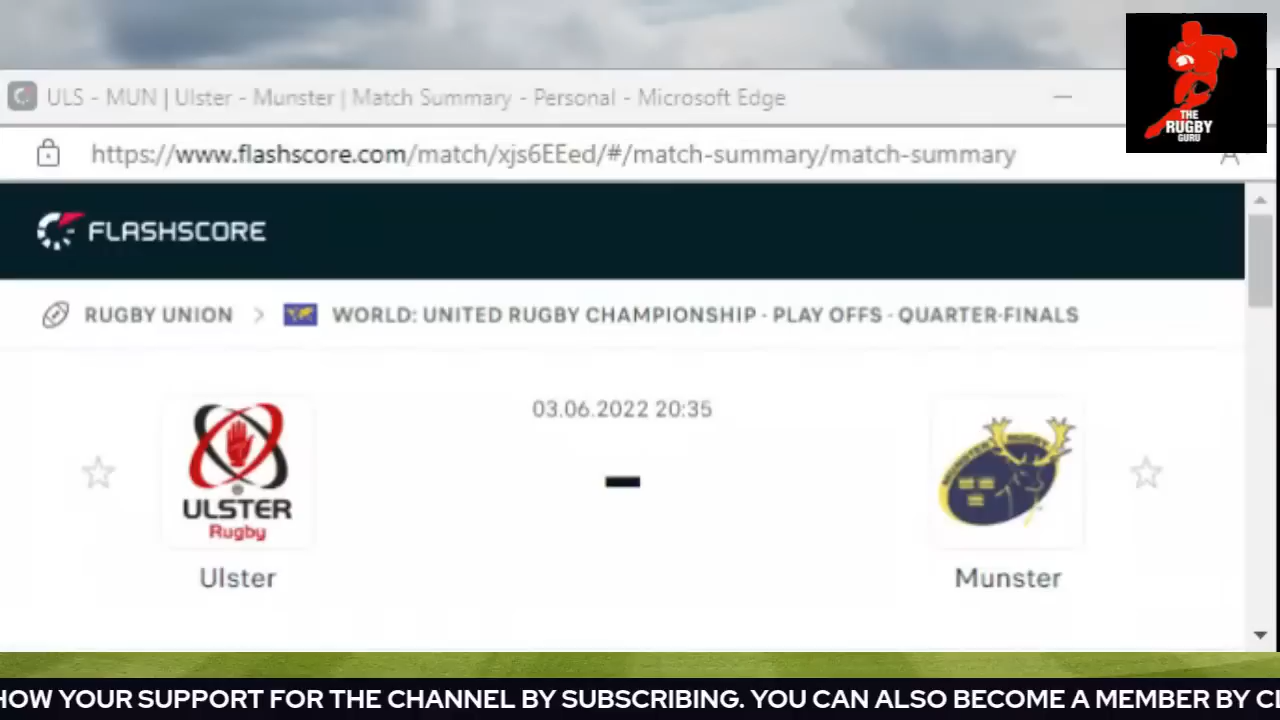 ULS - MUN | Ulster - Munster | Match Summary - Personal - Microsoft Edge
THE
RUGBY
GURU
https://www.flashscore.com/match/xjs6EEed/#/match-summary/match-summary
FLASHSCORE
RUGBY UNION > WORLD: UNITED RUGBY CHAMPIONSHIP - PLAY OFFS - QUARTER-FINALS
03.06.2022 20:35
-
ULSTER
Rugby
MUNSTER RUGBY
Ulster
Munster
HOW YOUR SUPPORT FOR THE CHANNEL BY SUBSCRIBING. YOU CAN ALSO BECOME A MEMBER BY